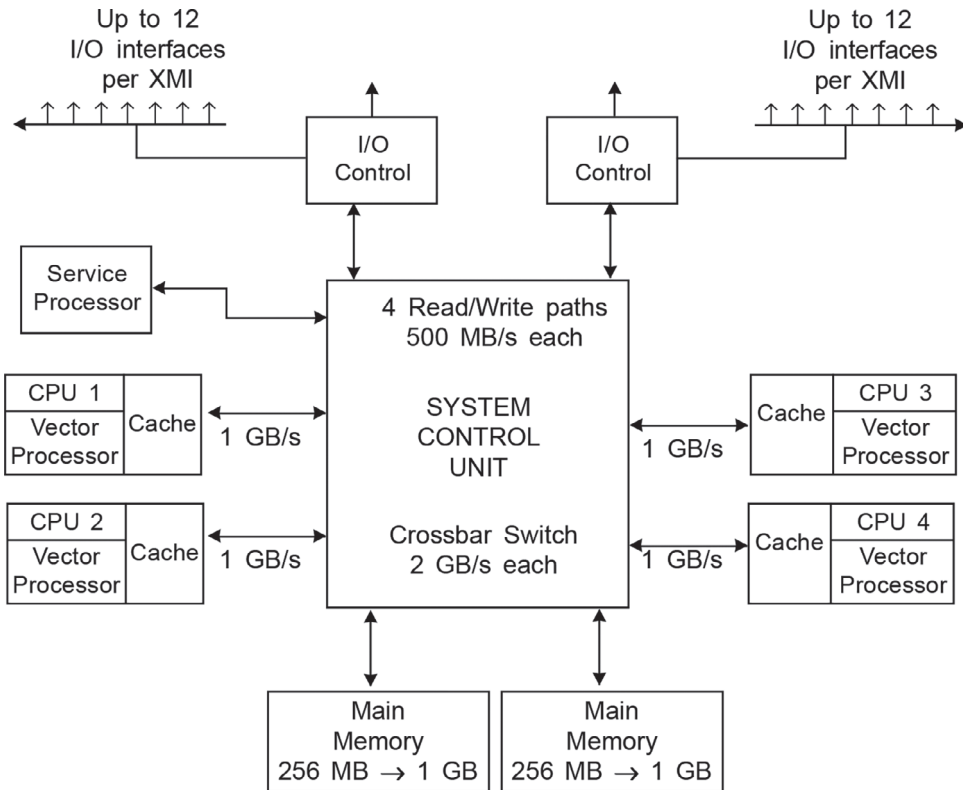 Up to 12
I/O interfaces
per XMI
Up to 12
I/O interfaces
per XMI
I/O
Control
I/O
Control
Service
Processor
4 Read/Write paths
500 MB/s each
SYSTEM
CONTROL
UNIT
Crossbar Switch
2 GB/s each
CPU 1
Vector
Processor
Cache
1 GB/s
CPU 2
Vector
Processor
Cache
1 GB/s
1 GB/s
Cache
CPU 3
Vector
Processor
1 GB/s
Cache
CPU 4
Vector
Processor
Main
Memory
256 MB → 1 GB
Main
Memory
256 MB → 1 GB